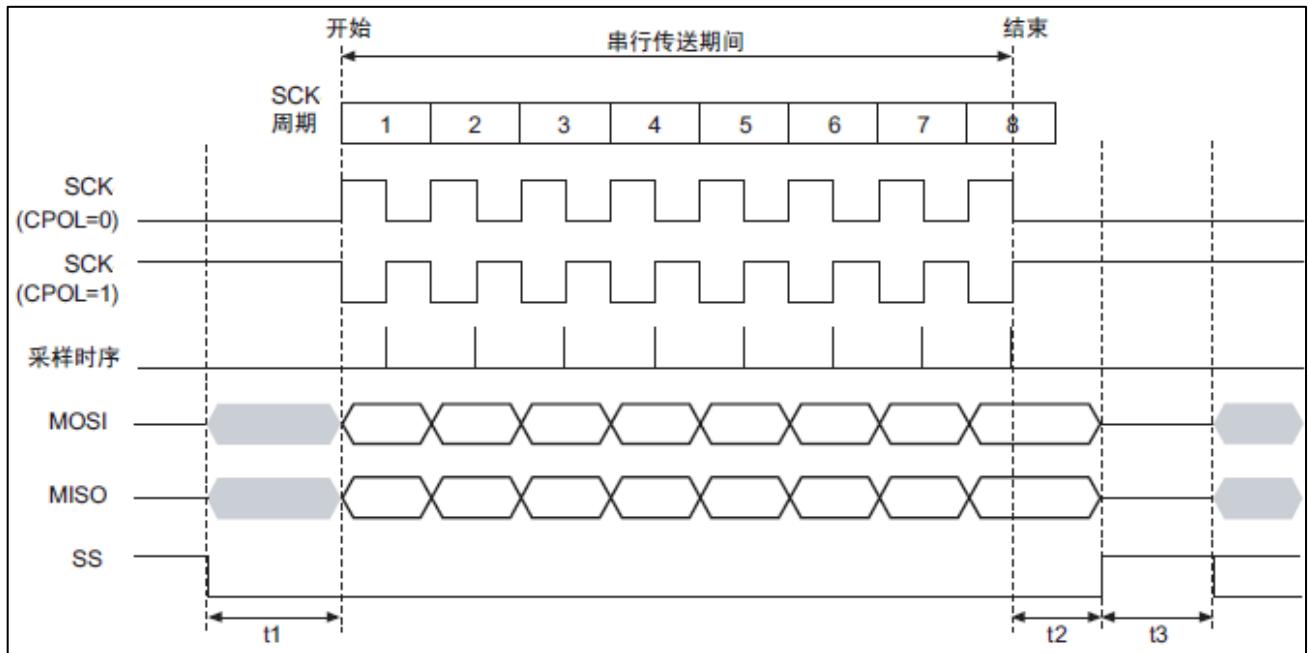 开始
结束
串行传送期间
SCK
周期
1 2 3 4 5 6 7 8
SCK
(CPOL=0)
SCK
(CPOL=1)
采样时序
MOSI
MISO
SS
t1
t2
t3